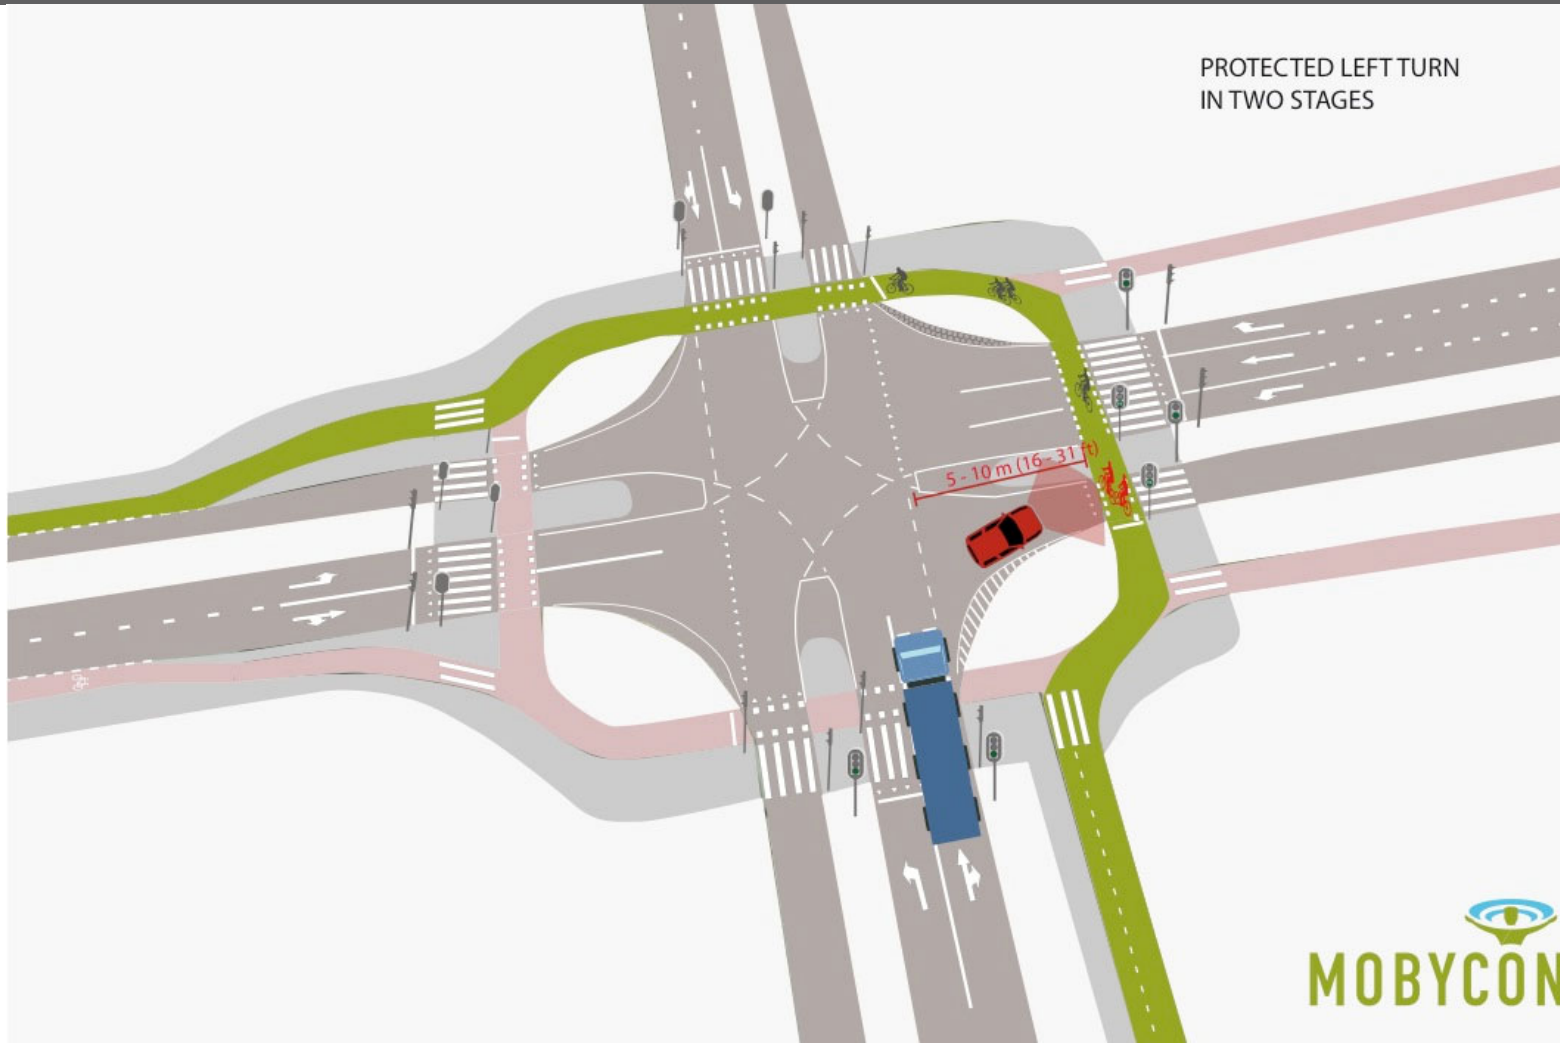 PROTECTED LEFT TURN
IN TWO STAGES
5 - 10 m (16 - 31 ft)
MOBYCON